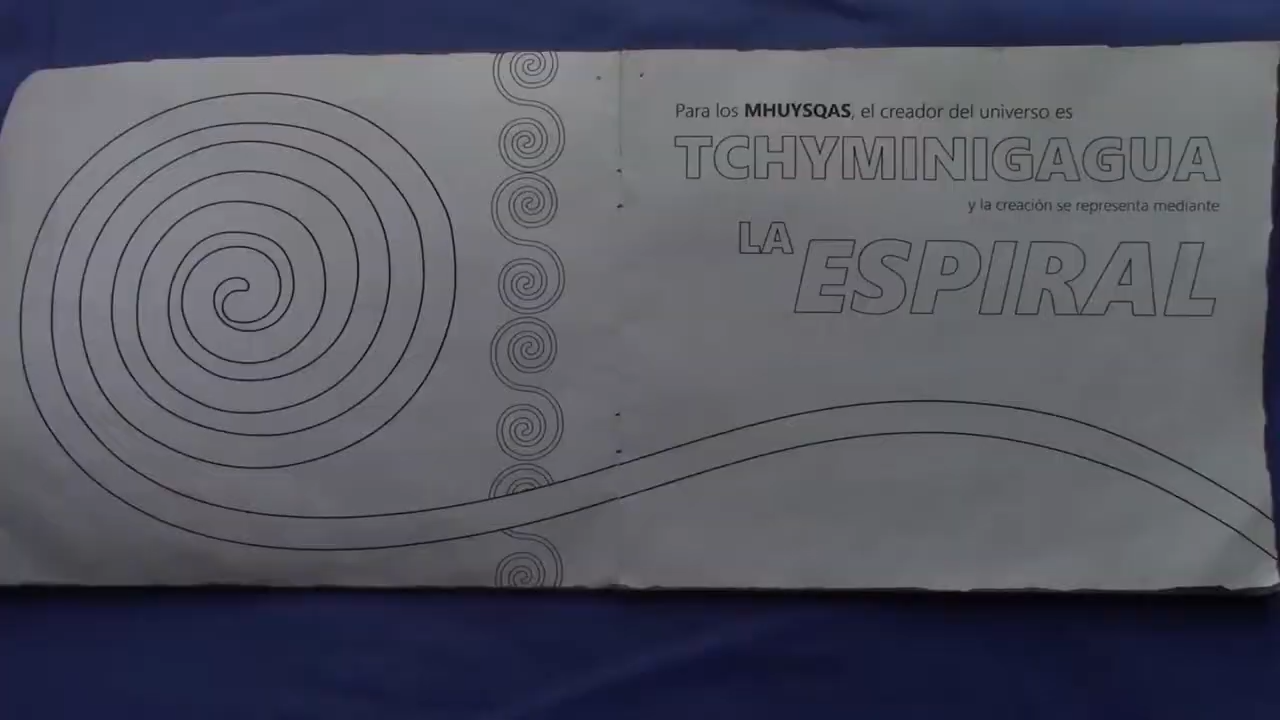 Para los MHUYSQAS, el creador del universo es
TCHYMINIGAGUA
y la creación se representa mediante
LA ESPIRAL